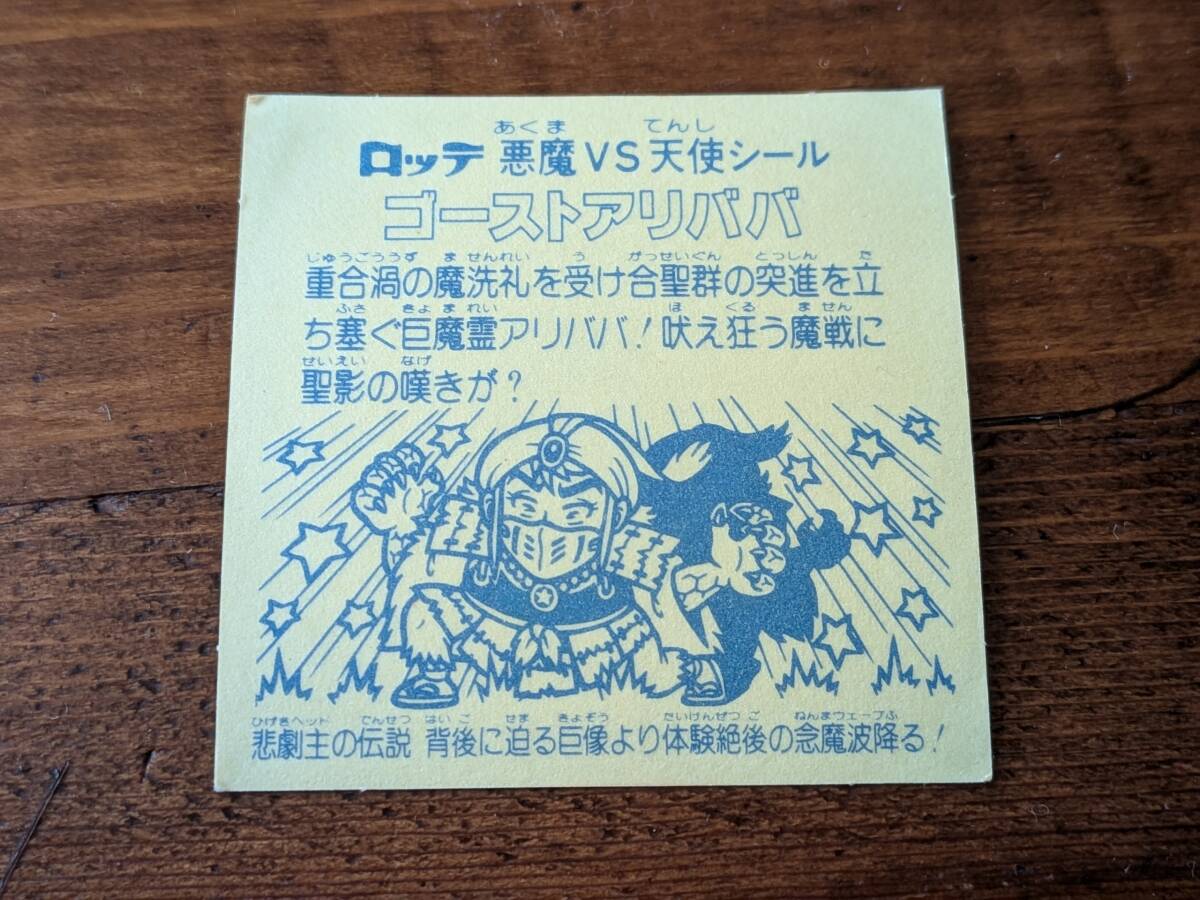 あくま てんし
ロッテ 悪魔VS天使シール
ゴーストアリババ
じゅうごううず ま せんれい う がっせいぐん とっしん た
重合渦の魔洗礼を受け合聖群の突進を立
ふさ きょ ま れい ほ くる ま せん
ち塞ぐ巨魔霊アリババ!吠え狂う魔戦に
せいえい なげ
聖影の嘆きが?
ひげきヘッド でんせつ はい ご せま きょぞう たいけんぜつ ご ねんまウェーブふ
悲劇主の伝説 背後に迫る巨像より体験絶後の念魔波降る!